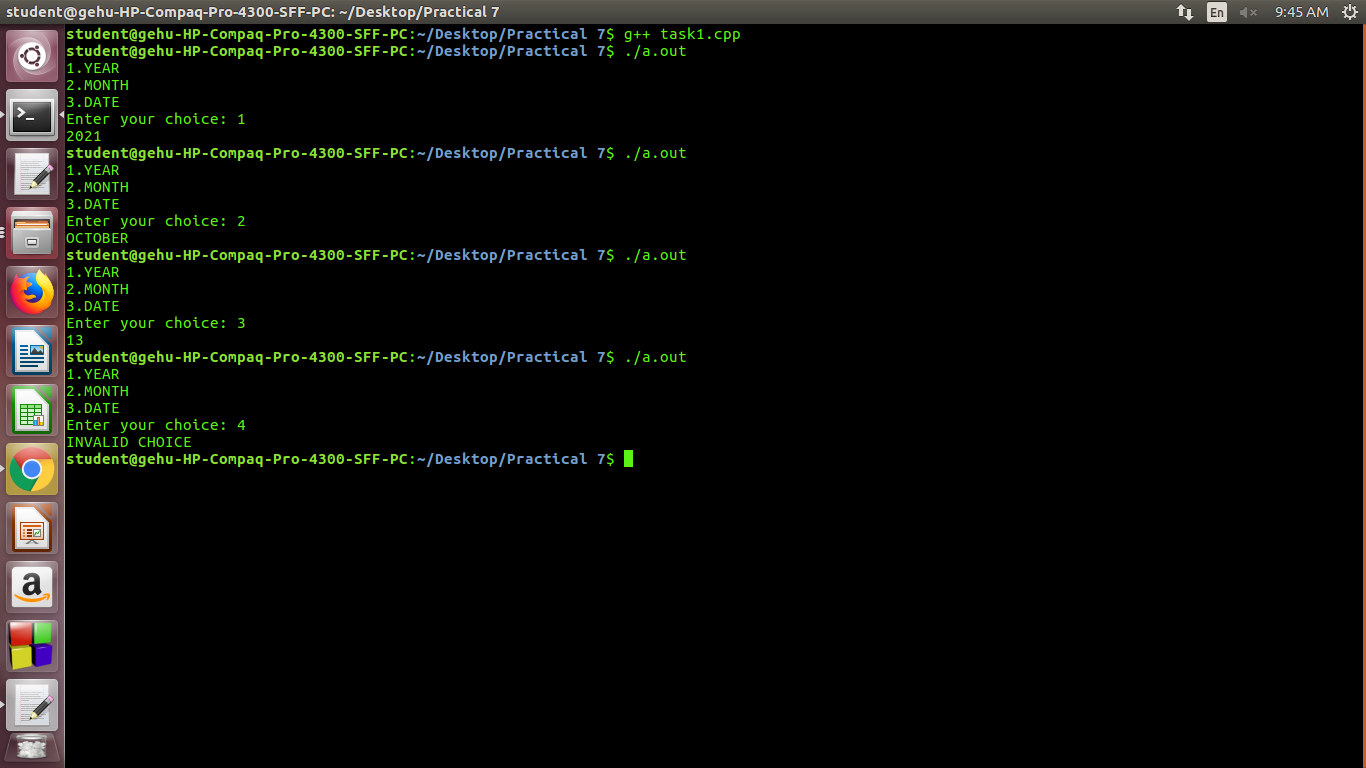 student@gehu-HP-Compaq-Pro-4300-SFF-PC: ~/Desktop/Practical 7 En 9:45 AM
student@gehu-HP-Compaq-Pro-4300-SFF-PC:~/Desktop/Practical 7$ g++ task1.cpp
student@gehu-HP-Compaq-Pro-4300-SFF-PC:~/Desktop/Practical 7$ ./a.out
1.YEAR
2.MONTH
3.DATE
Enter your choice: 1
2021
student@gehu-HP-Compaq-Pro-4300-SFF-PC:~/Desktop/Practical 7$ ./a.out
1.YEAR
2.MONTH
3.DATE
Enter your choice: 2
OCTOBER
student@gehu-HP-Compaq-Pro-4300-SFF-PC:~/Desktop/Practical 7$ ./a.out
1.YEAR
2.MONTH
3.DATE
Enter your choice: 3
13
student@gehu-HP-Compaq-Pro-4300-SFF-PC:~/Desktop/Practical 7$ ./a.out
1.YEAR
2.MONTH
3.DATE
Enter your choice: 4
INVALID CHOICE
student@gehu-HP-Compaq-Pro-4300-SFF-PC:~/Desktop/Practical 7$